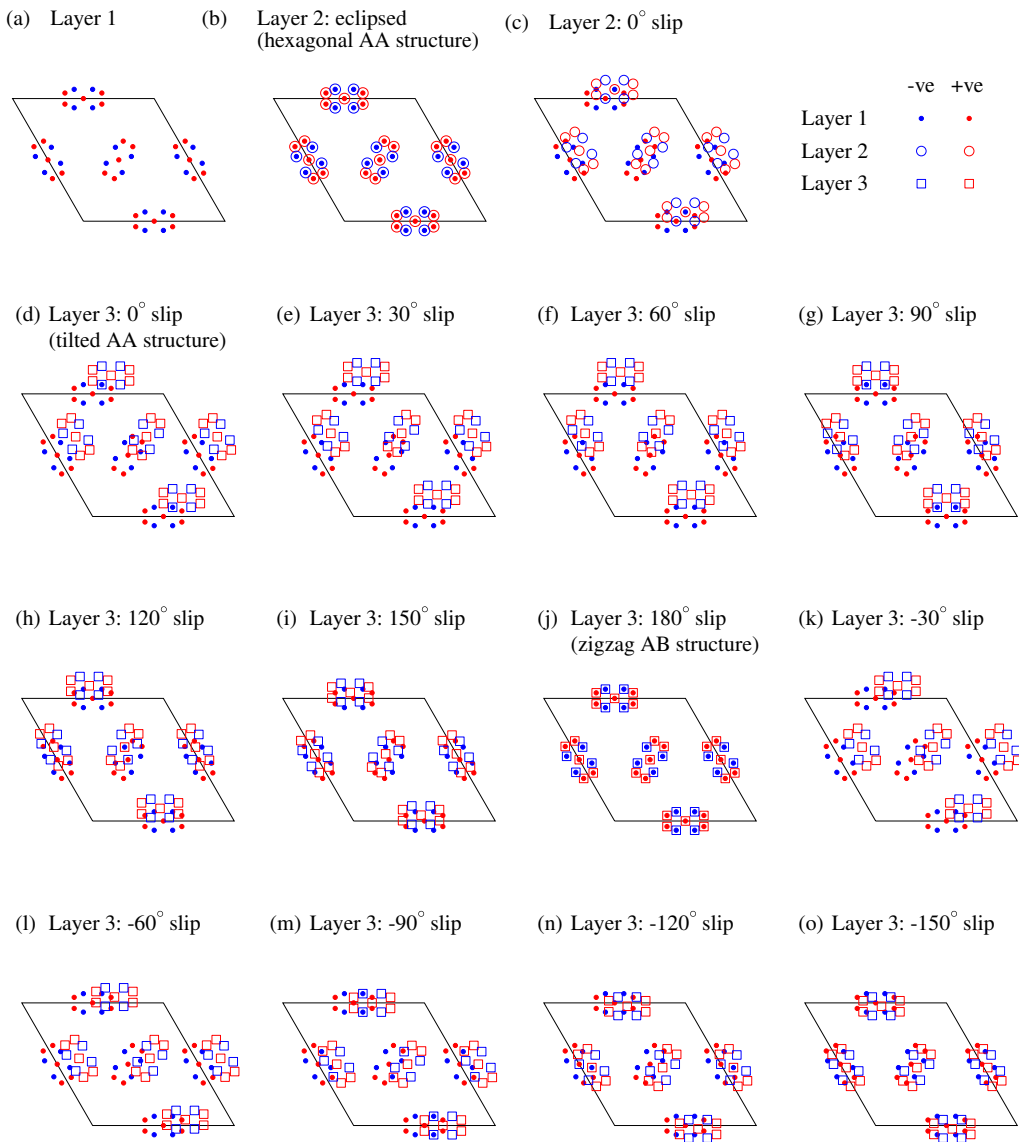 (a) Layer 1
(b) Layer 2: eclipsed
(hexagonal AA structure)
(c) Layer 2: 0° slip
-ve +ve
Layer 1
Layer 2
Layer 3
(d) Layer 3: 0° slip
(tilted AA structure)
(e) Layer 3: 30° slip
(f) Layer 3: 60° slip
(g) Layer 3: 90° slip
(h) Layer 3: 120° slip
(i) Layer 3: 150° slip
(j) Layer 3: 180° slip
(zigzag AB structure)
(k) Layer 3: -30° slip
(l) Layer 3: -60° slip
(m) Layer 3: -90° slip
(n) Layer 3: -120° slip
(o) Layer 3: -150° slip